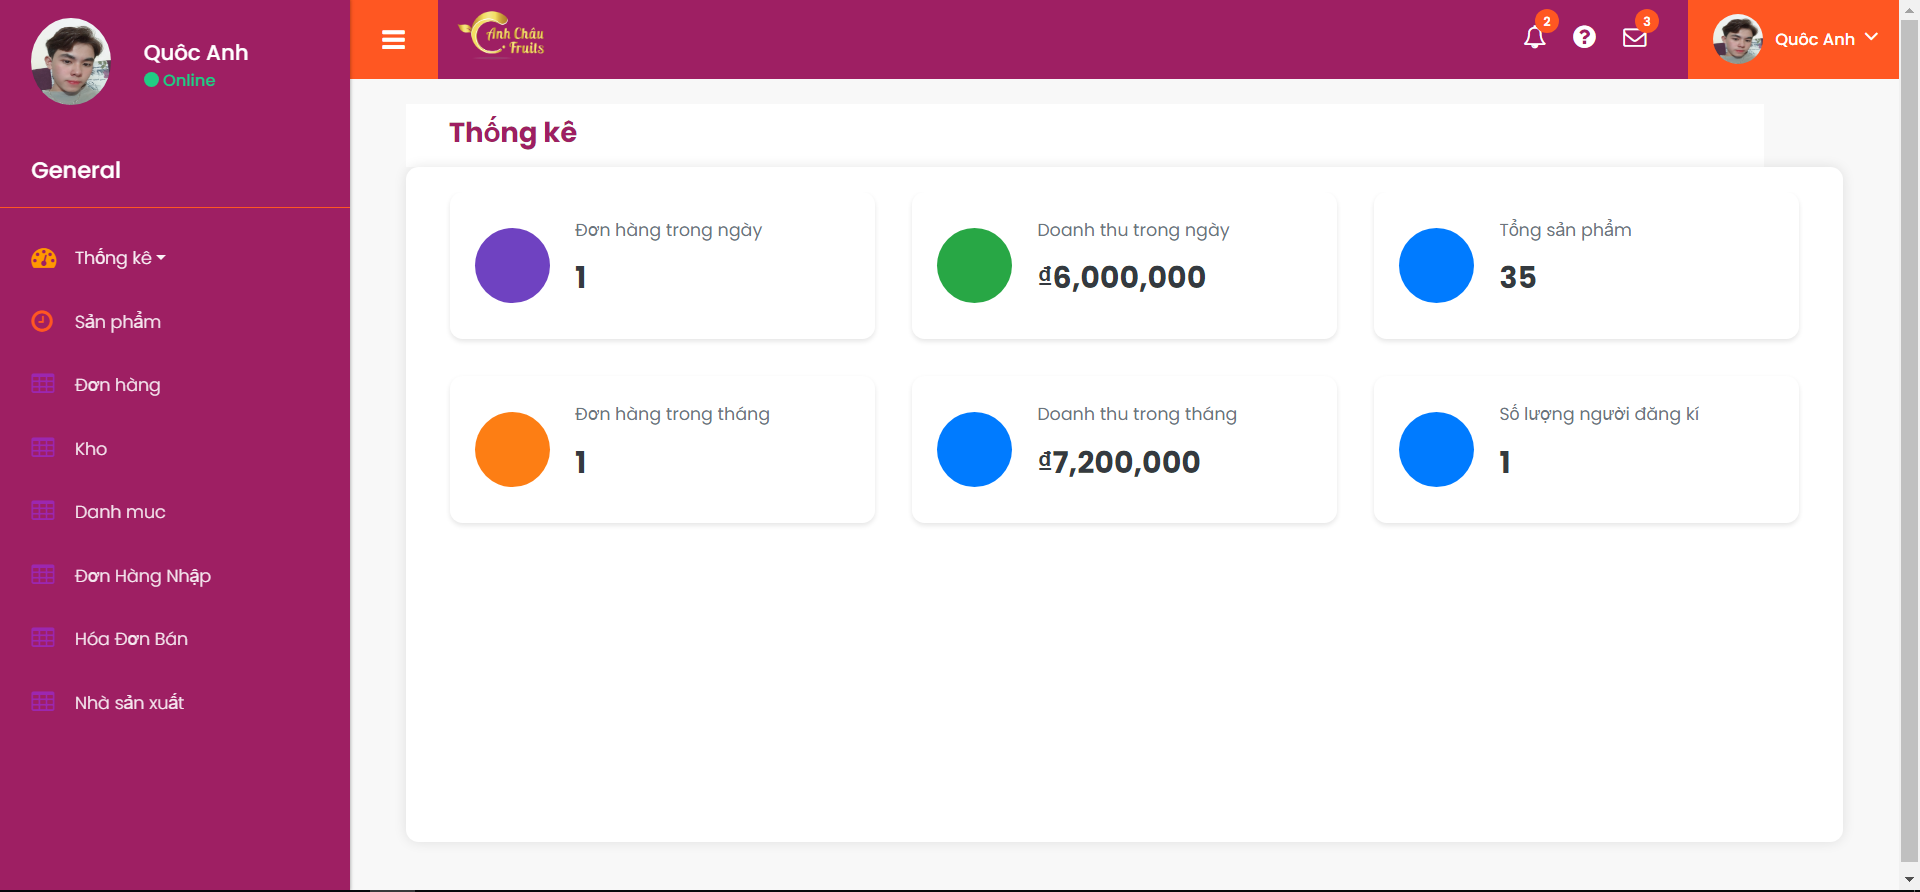 Quôc Anh
Online
General
Thống kê
Sản phẩm
Đơn hàng
Kho
Danh muc
Đơn Hàng Nhập
Hóa Đơn Bán
Nhà sản xuất
Anh Châu
Fruits
2
3
Quôc Anh
Thống kê
Đơn hàng trong ngày
1
Doanh thu trong ngày
₫6,000,000
Tổng sản phẩm
35
Đơn hàng trong tháng
1
Doanh thu trong tháng
₫7,200,000
Số lượng người đăng kí
1